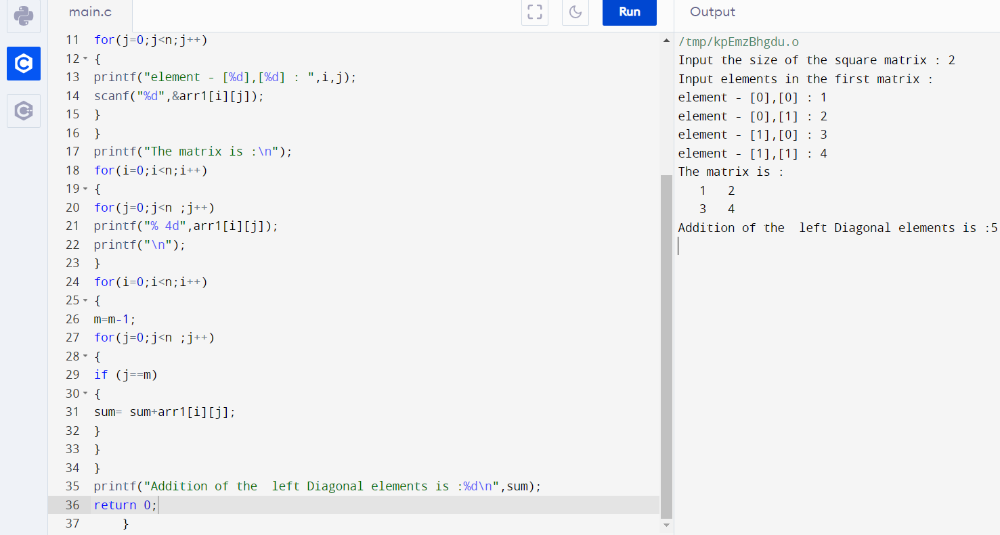 main.c
Run
Output
11 for(j=0;j<n;j++)
12 {
13 printf("element - [%d],[%d] : ",i,j);
14 scanf("%d",&arr1[i][j]);
15 }
16 }
17 printf("The matrix is :\n");
18 for(i=0;i<n;i++)
19 {
20 for(j=0;j<n ;j++)
21 printf("% 4d",arr1[i][j]);
22 printf("\n");
23 }
24 for(i=0;i<n;i++)
25 {
26 m=m-1;
27 for(j=0;j<n ;j++)
28 {
29 if (j==m)
30 {
31 sum= sum+arr1[i][j];
32 }
33 }
34 }
35 printf("Addition of the  left Diagonal elements is :%d\n",sum);
36 return 0;
37     }
/tmp/kpEmzBhgdu.o
Input the size of the square matrix : 2
Input elements in the first matrix :
element - [0],[0] : 1
element - [0],[1] : 2
element - [1],[0] : 3
element - [1],[1] : 4
The matrix is :
   1   2
   3   4
Addition of the  left Diagonal elements is :5